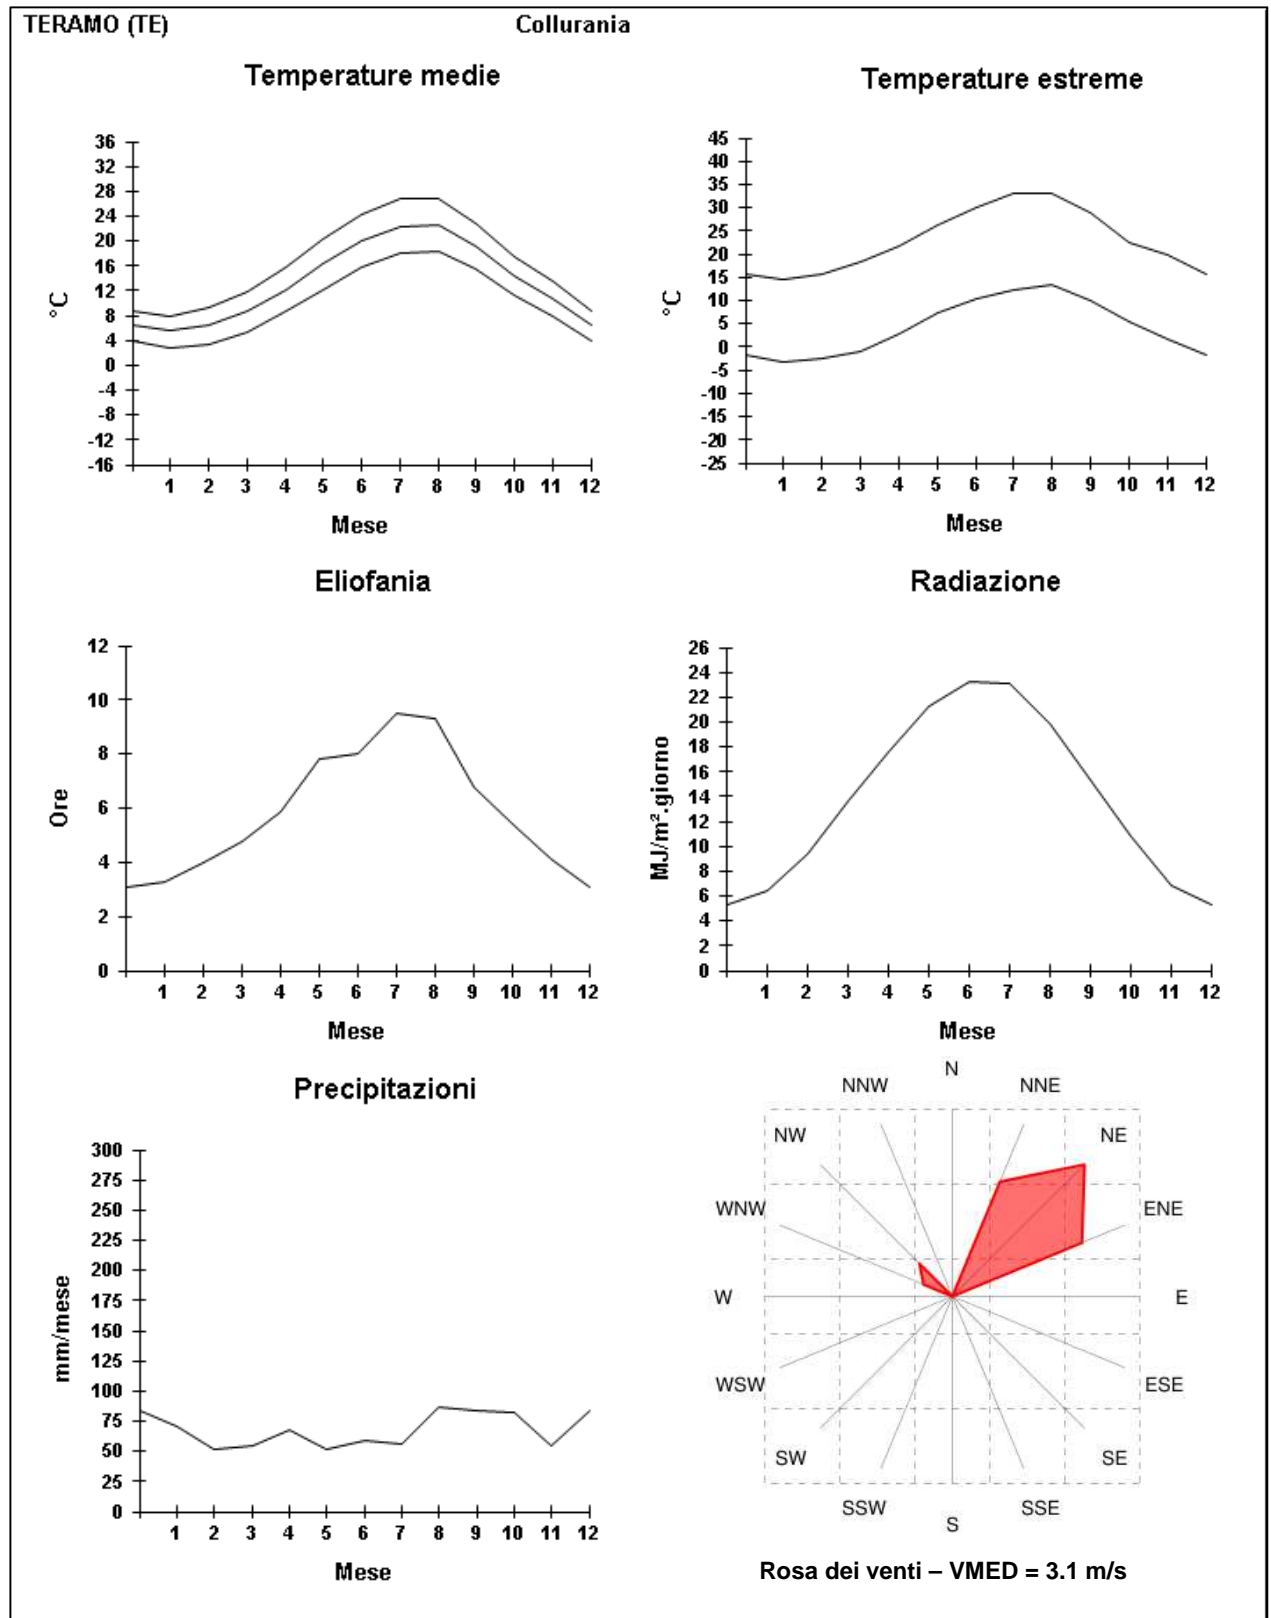 TERAMO (TE) Collurania
Temperature medie
36
32
28
24
20
16
12
8
4
0
-4
-8
-12
-16
°C
1 2 3 4 5 6 7 8 9 10 11 12
Mese
Temperature estreme
45
40
35
30
25
20
15
10
5
0
-5
-10
-15
-20
-25
°C
1 2 3 4 5 6 7 8 9 10 11 12
Mese
Eliofania
12
10
8
6
4
2
0
Ore
1 2 3 4 5 6 7 8 9 10 11 12
Mese
Radiazione
26
24
22
20
18
16
14
12
10
8
6
4
2
0
MJ/m².giorno
1 2 3 4 5 6 7 8 9 10 11 12
Mese
Precipitazioni
300
275
250
225
200
175
150
125
100
75
50
25
0
mm/mese
1 2 3 4 5 6 7 8 9 10 11 12
Mese
N
NNW NNE
NW NE
WNW ENE
W E
WSW ESE
SW SE
SSW SSE
S
Rosa dei venti – VMED = 3.1 m/s